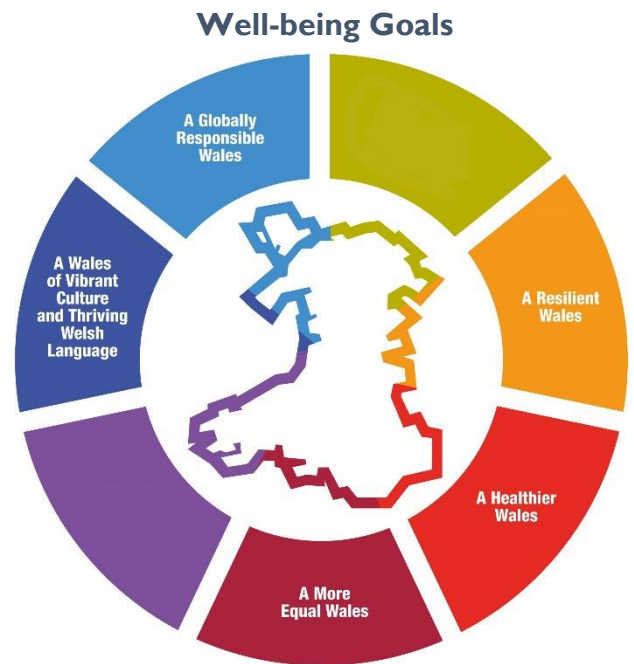 Well-being Goals
A Globally
Responsible
Wales
A Resilient
Wales
A Healthier
Wales
A More
Equal Wales
A Wales
of Vibrant
Culture
and Thriving
Welsh
Language